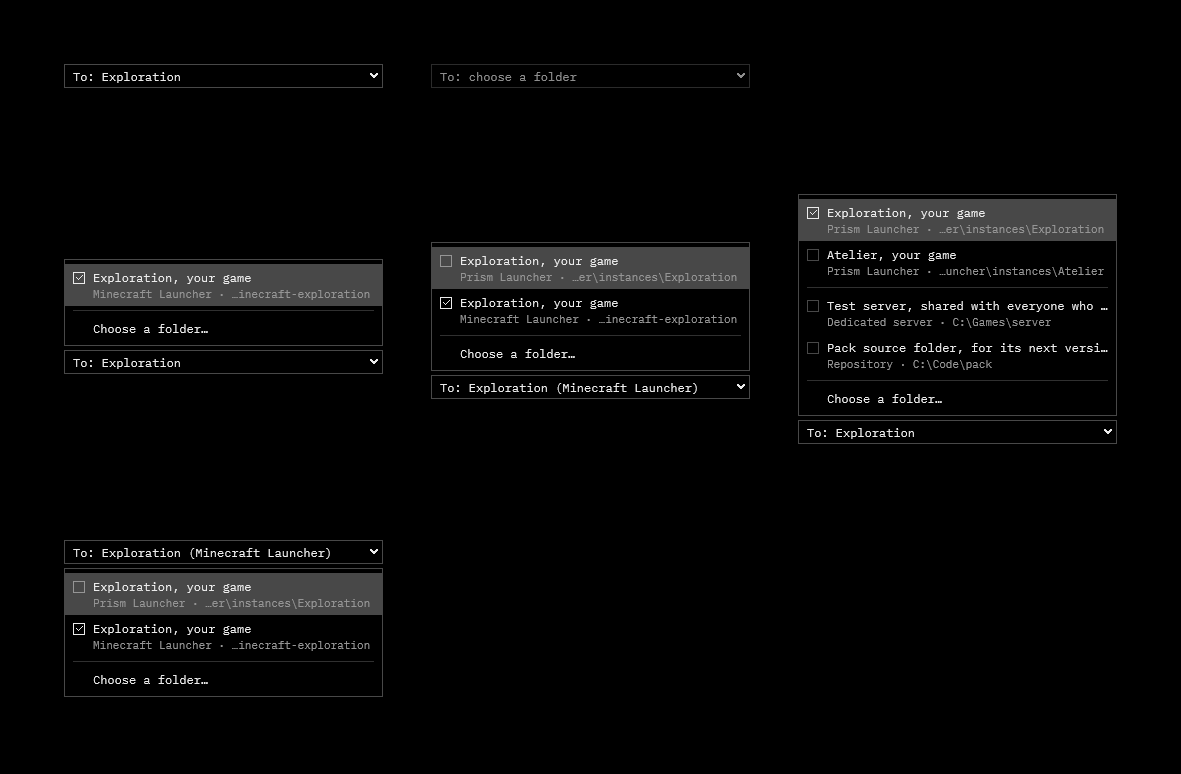 To: Exploration
To: choose a folder
Exploration, your game
Minecraft Launcher · …inecraft-exploration
Choose a folder…
To: Exploration
Exploration, your game
Prism Launcher · …er\instances\Exploration
Exploration, your game
Minecraft Launcher · …inecraft-exploration
Choose a folder…
To: Exploration (Minecraft Launcher)
Exploration, your game
Prism Launcher · …er\instances\Exploration
Atelier, your game
Prism Launcher · …uncher\instances\Atelier
Test server, shared with everyone who …
Dedicated server · C:\Games\server
Pack source folder, for its next versi…
Repository · C:\Code\pack
Choose a folder…
To: Exploration
To: Exploration (Minecraft Launcher)
Exploration, your game
Prism Launcher · …er\instances\Exploration
Exploration, your game
Minecraft Launcher · …inecraft-exploration
Choose a folder…